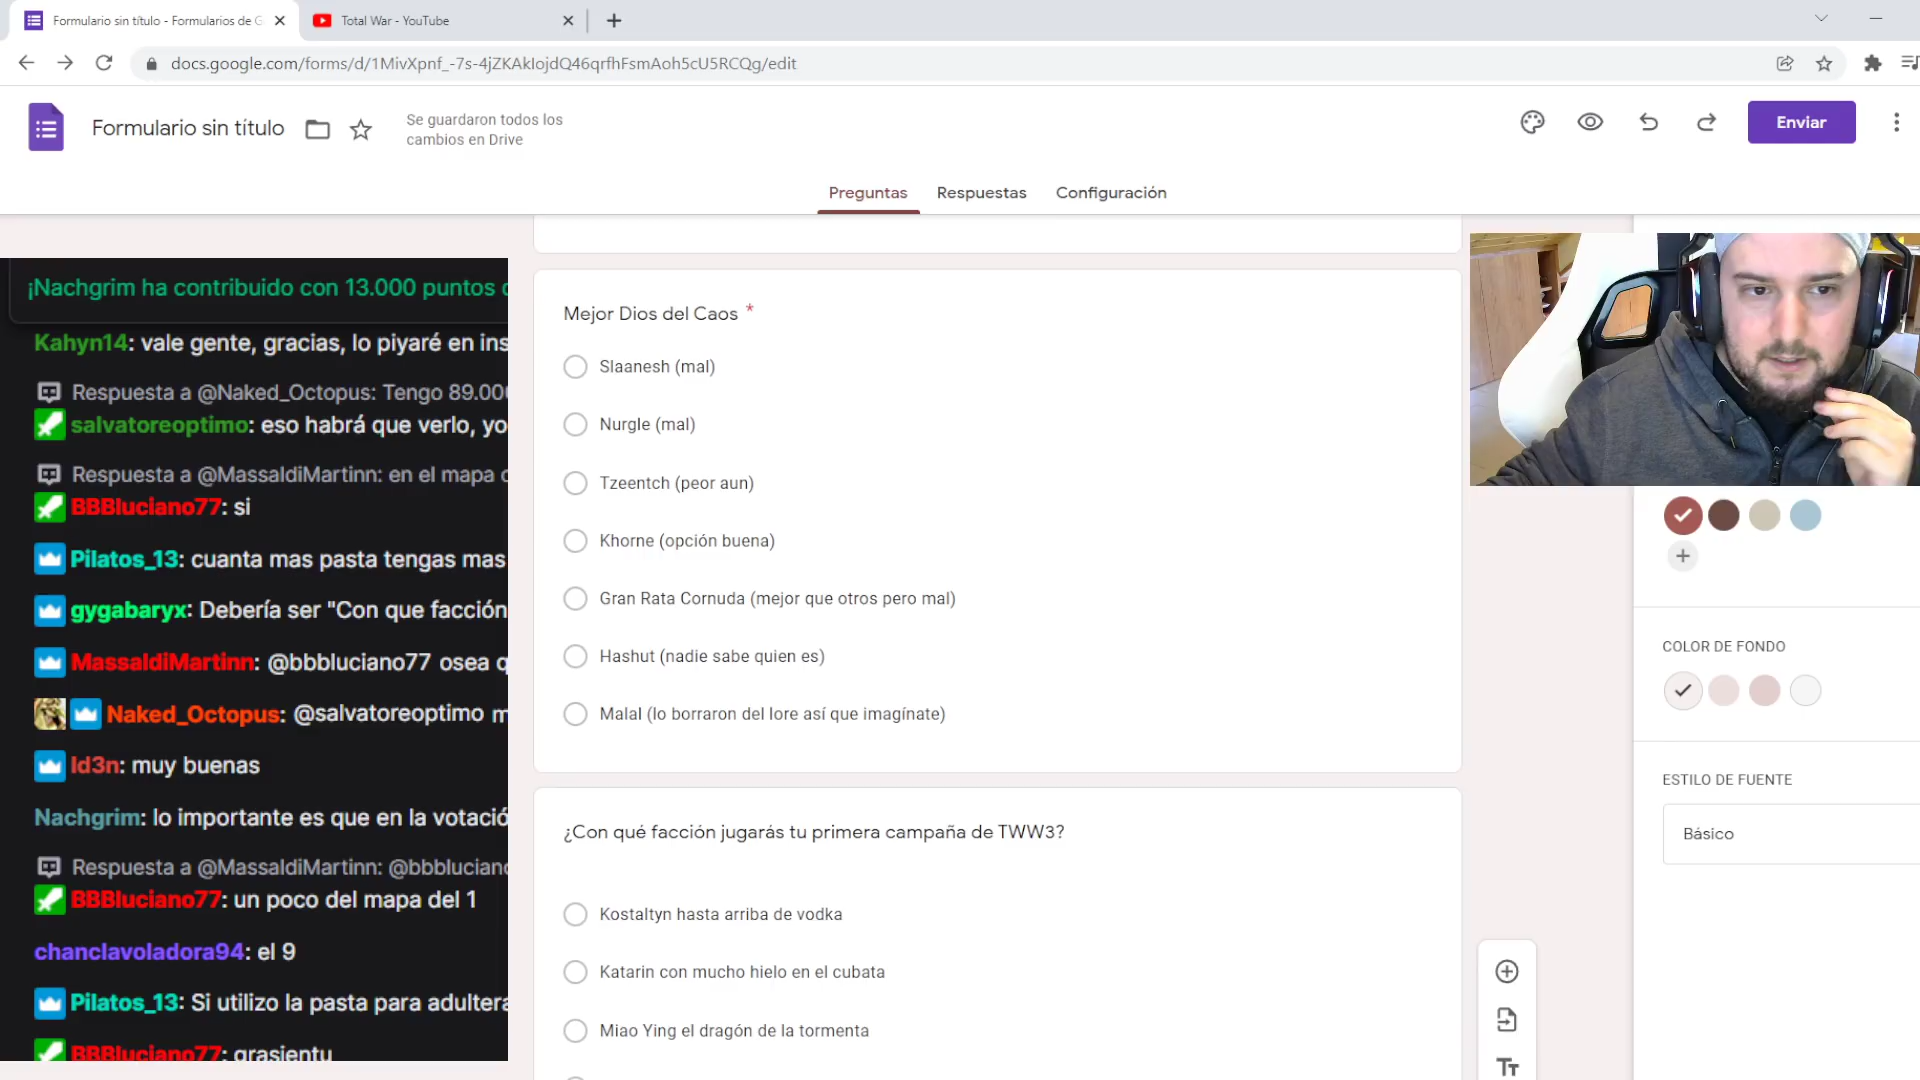 Formulario sin título - Formularios de G
Total War - YouTube
docs.google.com/forms/d/1MivXpnf_-7s-4jZKAkIojdQ46qrfhFsmAoh5cU5RCQg/edit
Formulario sin título
Se guardaron todos los
cambios en Drive
Enviar
Preguntas
Respuestas
Configuración
¡Nachgrim ha contribuido con 13.000 puntos
Kahyn14: vale gente, gracias, lo piyaré en ins
Respuesta a @Naked_Octopus: Tengo 89.00
salvatoreoptimo: eso habrá que verlo, yo
Respuesta a @MassaldiMartinn: en el mapa
BBBluciano77: si
Pilatos_13: cuanta mas pasta tengas mas
gygabaryx: Debería ser "Con que facción
MassaldiMartinn: @bbbluciano77 osea q
Naked_Octopus: @salvatoreoptimo m
ld3n: muy buenas
Nachgrim: lo importante es que en la votació
Respuesta a @MassaldiMartinn: @bbbluciano
BBBluciano77: un poco del mapa del 1
chanclavoladora94: el 9
Pilatos_13: Si utilizo la pasta para adultera
BBBluciano77: grasientu
Mejor Dios del Caos *
Slaanesh (mal)
Nurgle (mal)
Tzeentch (peor aun)
Khorne (opción buena)
Gran Rata Cornuda (mejor que otros pero mal)
Hashut (nadie sabe quien es)
Malal (lo borraron del lore así que imagínate)
¿Con qué facción jugarás tu primera campaña de TWW3?
Kostaltyn hasta arriba de vodka
Katarin con mucho hielo en el cubata
Miao Ying el dragón de la tormenta
COLOR DE FONDO
ESTILO DE FUENTE
Básico
Tт